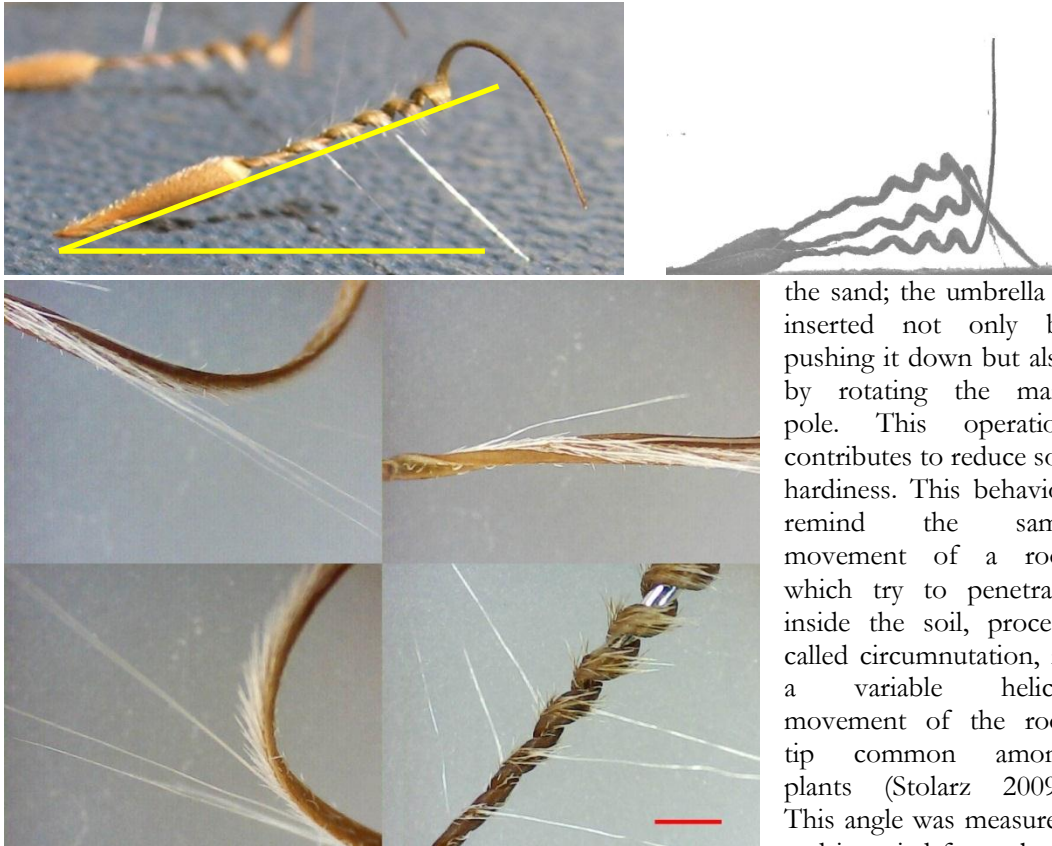 the sand; the umbrella
inserted not only b
pushing it down but als
by rotating the ma
pole. This operatio
contributes to reduce so
hardiness. This behavio
remind the sam
movement of a roo
which try to penetra
inside the soil, proce
called circumnutation,
a variable helic
movement of the roo
tip common amon
plants (Stolarz 2009
This angle was measure